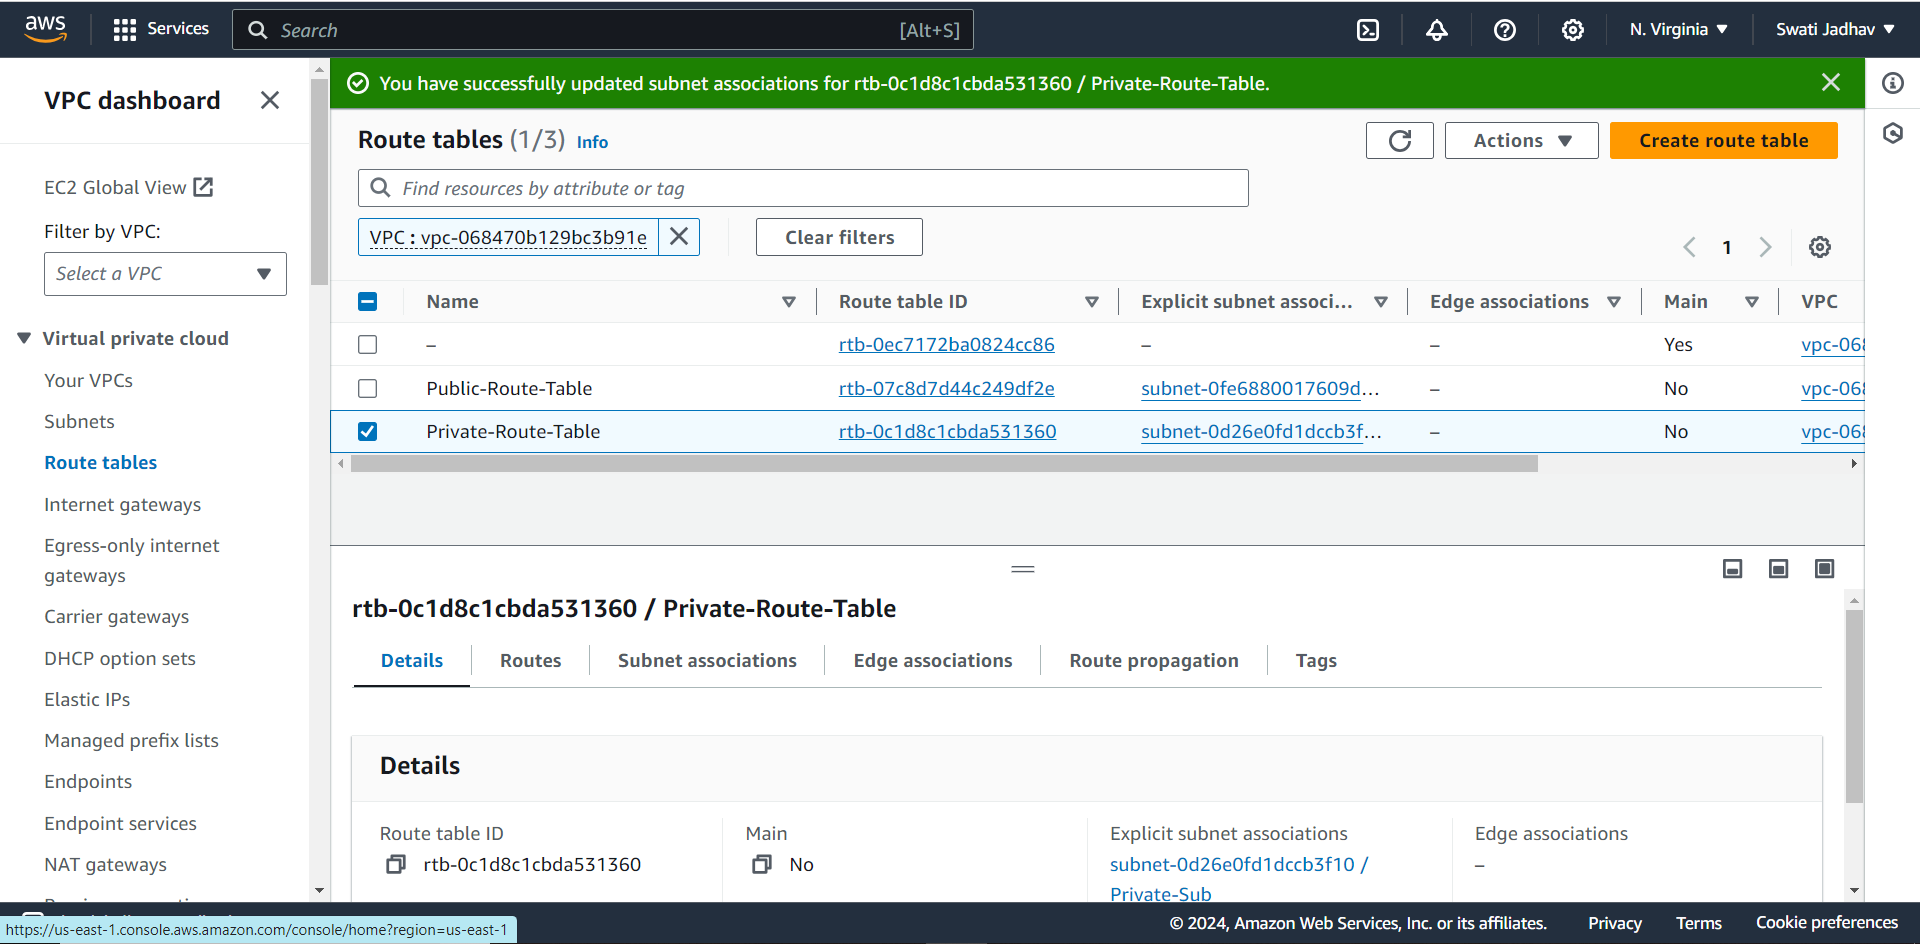 aws
Services
Search
[Alt+S]
N. Virginia
Swati Jadhav
VPC dashboard
EC2 Global View
Filter by VPC:
Select a VPC
Virtual private cloud
Your VPCs
Subnets
Route tables
Internet gateways
Egress-only internet
gateways
Carrier gateways
DHCP option sets
Elastic IPs
Managed prefix lists
Endpoints
Endpoint services
NAT gateways
You have successfully updated subnet associations for rtb-0c1d8c1cbda531360 / Private-Route-Table.
Route tables (1/3) Info
Actions
Create route table
Find resources by attribute or tag
VPC : vpc-068470b129bc3b91e
Clear filters
1
Name Route table ID Explicit subnet associ... Edge associations Main VPC
– rtb-0ec7172ba0824cc86 – – Yes vpc-068
Public-Route-Table rtb-07c8d7d44c249df2e subnet-0fe6880017609d... – No vpc-068
Private-Route-Table rtb-0c1d8c1cbda531360 subnet-0d26e0fd1dccb3f... – No vpc-068
rtb-0c1d8c1cbda531360 / Private-Route-Table
Details Routes Subnet associations Edge associations Route propagation Tags
Details
Route table ID
rtb-0c1d8c1cbda531360
Main
No
Explicit subnet associations
subnet-0d26e0fd1dccb3f10 /
Private-Sub
Edge associations
–
https://us-east-1.console.aws.amazon.com/console/home?region=us-east-1
© 2024, Amazon Web Services, Inc. or its affiliates.
Privacy
Terms
Cookie preferences